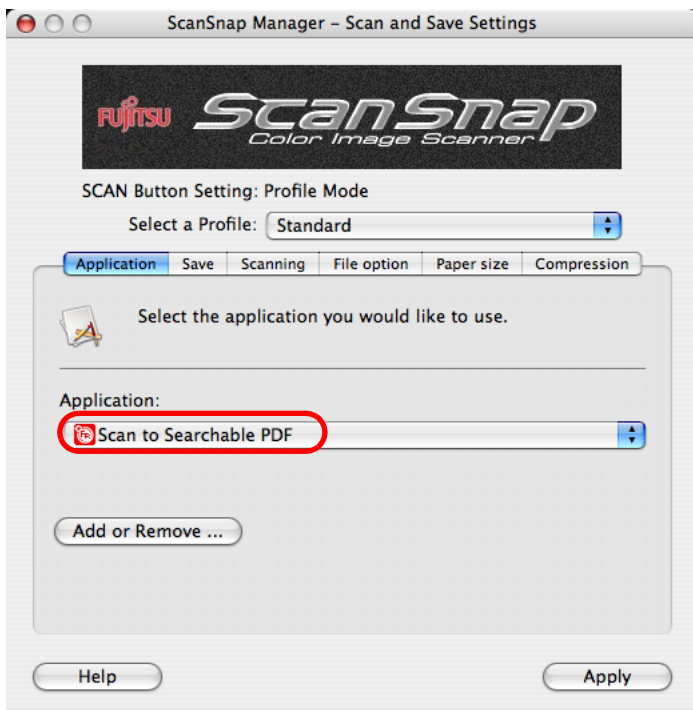 ScanSnap Manager – Scan and Save Settings
FUJITSU ScanSnap
Color Image Scanner
SCAN Button Setting: Profile Mode
Select a Profile: Standard
Application Save Scanning File option Paper size Compression
Select the application you would like to use.
Application:
FR Scan to Searchable PDF
Add or Remove ...
Help Apply